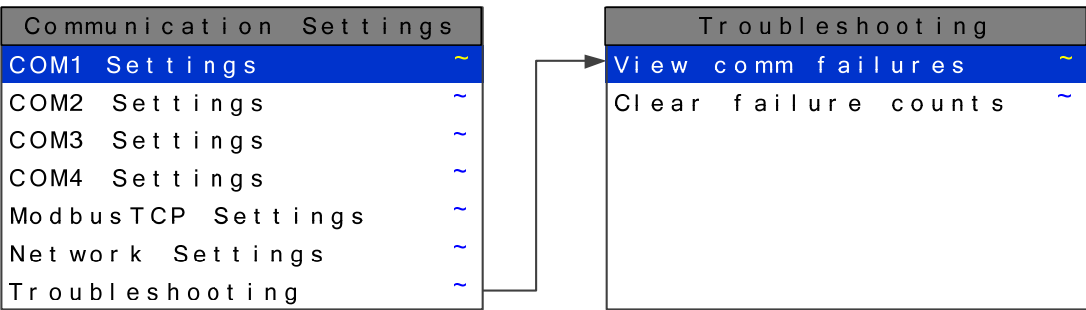 Communication Settings
COM1 Settings ~
COM2 Settings ~
COM3 Settings ~
COM4 Settings ~
ModbusTCP Settings ~
Network Settings ~
Troubleshooting ~
Troubleshooting
View comm failures ~
Clear failure counts ~